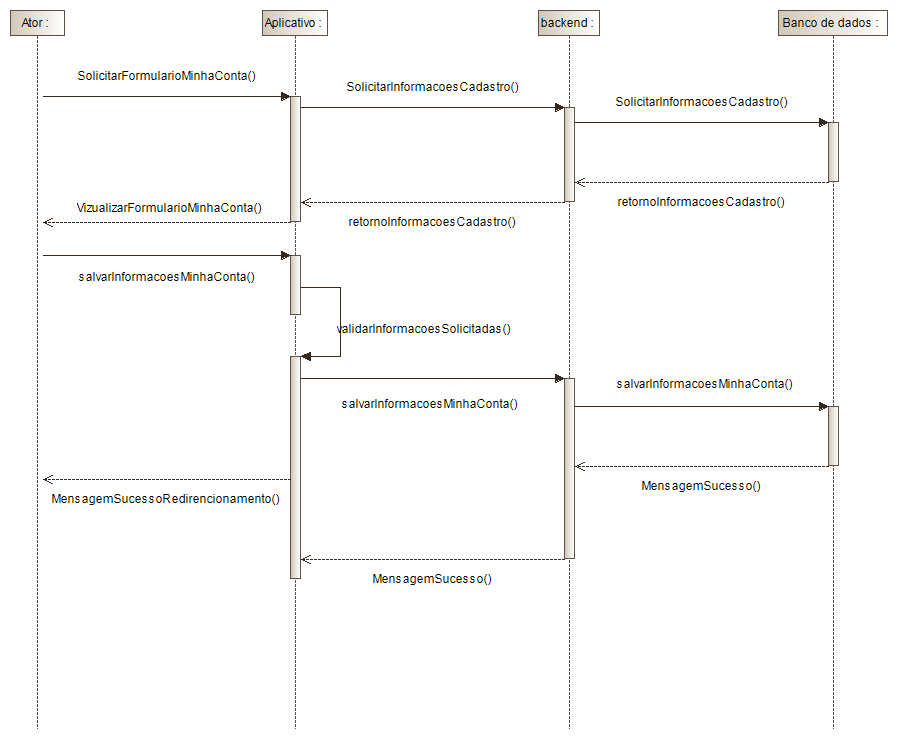 Ator :
Aplicativo :
backend :
Banco de dados :
SolicitarFormularioMinhaConta()
SolicitarInformacoesCadastro()
SolicitarInformacoesCadastro()
retornoInformacoesCadastro()
VizualizarFormularioMinhaConta()
retornoInformacoesCadastro()
salvarInformacoesMinhaConta()
validarInformacoesSolicitadas()
salvarInformacoesMinhaConta()
salvarInformacoesMinhaConta()
MensagemSucesso()
MensagemSucessoRedirencionamento()
MensagemSucesso()